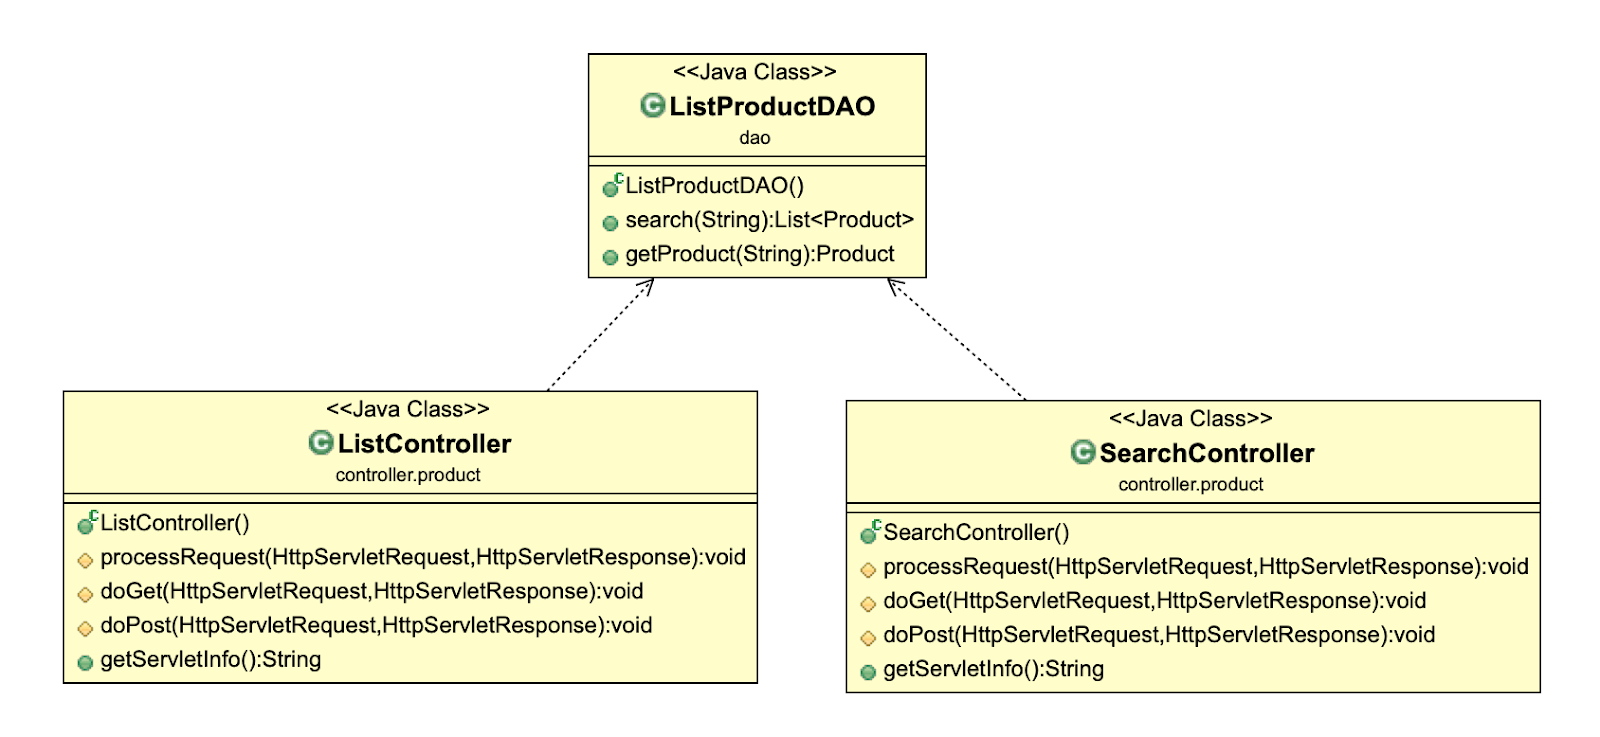 <<Java Class>>
ListProductDAO
dao
ListProductDAO()
search(String):List<Product>
getProduct(String):Product
<<Java Class>>
ListController
controller.product
ListController()
processRequest(HttpServletRequest,HttpServletResponse):void
doGet(HttpServletRequest,HttpServletResponse):void
doPost(HttpServletRequest,HttpServletResponse):void
getServletInfo():String
<<Java Class>>
SearchController
controller.product
SearchController()
processRequest(HttpServletRequest,HttpServletResponse):void
doGet(HttpServletRequest,HttpServletResponse):void
doPost(HttpServletRequest,HttpServletResponse):void
getServletInfo():String